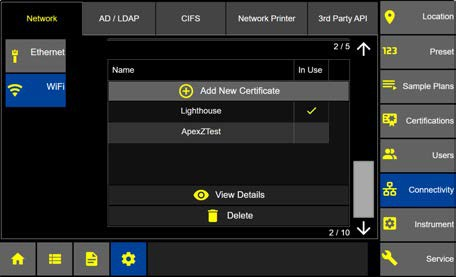 Network
AD / LDAP
CIFS
Network Printer
3rd Party API
Ethernet
WiFi
2 / 5
Name
In Use
Add New Certificate
Lighthouse
ApexZTest
View Details
Delete
2 / 10
Location
123
Preset
Sample Plans
Certifications
Users
Connectivity
Instrument
Service